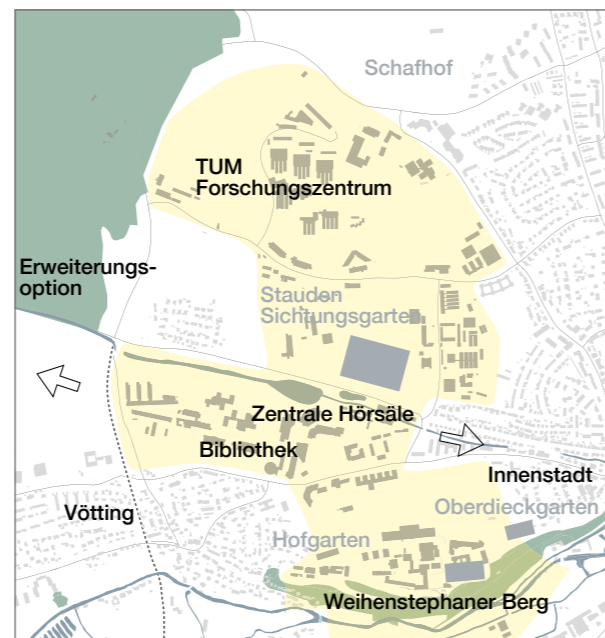 Schafhof
TUM
Forschungszentrum
Erweiterungs-
option
Stauden
Sichtungsgarten
Zentrale Hörsäle
Bibliothek
Innenstadt
Vötting
Oberdieckgarten
Hofgarten
Weihenstephaner Berg